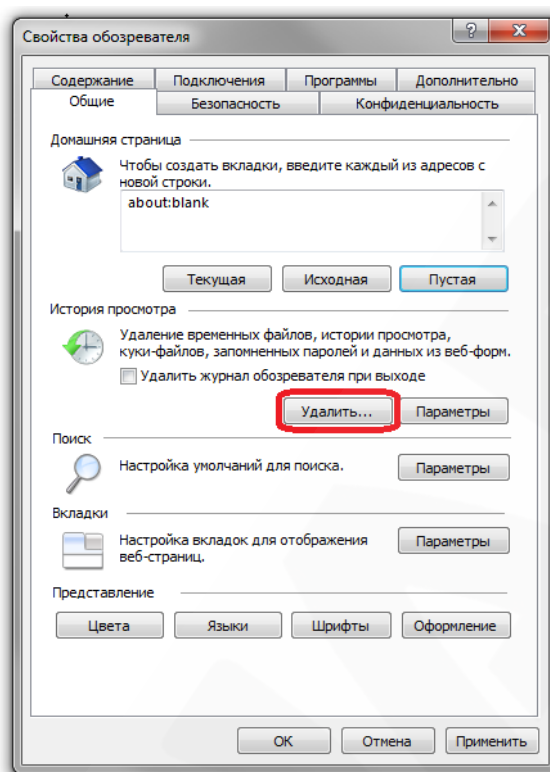 Свойства обозревателя
Содержание Подключения Программы Дополнительно
Общие Безопасность Конфиденциальность
Домашняя страница
Чтобы создать вкладки, введите каждый из адресов с
новой строки.
about:blank
Текущая Исходная Пустая
История просмотра
Удаление временных файлов, истории просмотра,
куки-файлов, запомненных паролей и данных из веб-форм.
Удалить журнал обозревателя при выходе
Удалить... Параметры
Поиск
Настройка умолчаний для поиска. Параметры
Вкладки
Настройка вкладок для отображения
веб-страниц.
Параметры
Представление
Цвета Языки Шрифты Оформление
ОК Отмена Применить